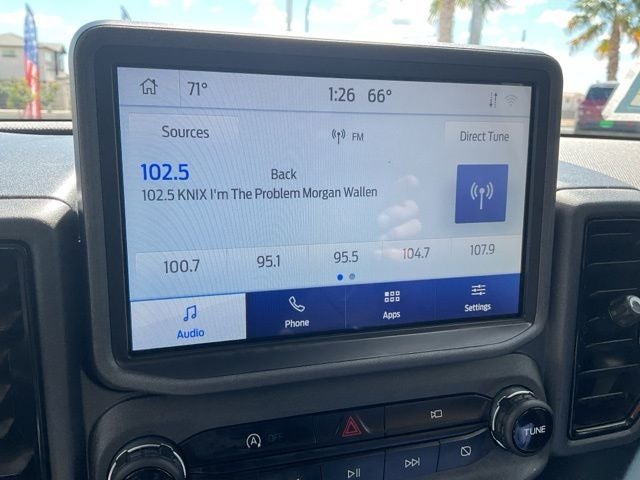 71° 1:26 66°
Sources FM Direct Tune
102.5 Back
102.5 KNIX I'm The Problem Morgan Wallen
100.7 95.1 95.5 104.7 107.9
Audio Phone Apps Settings
A OFF
TUNE